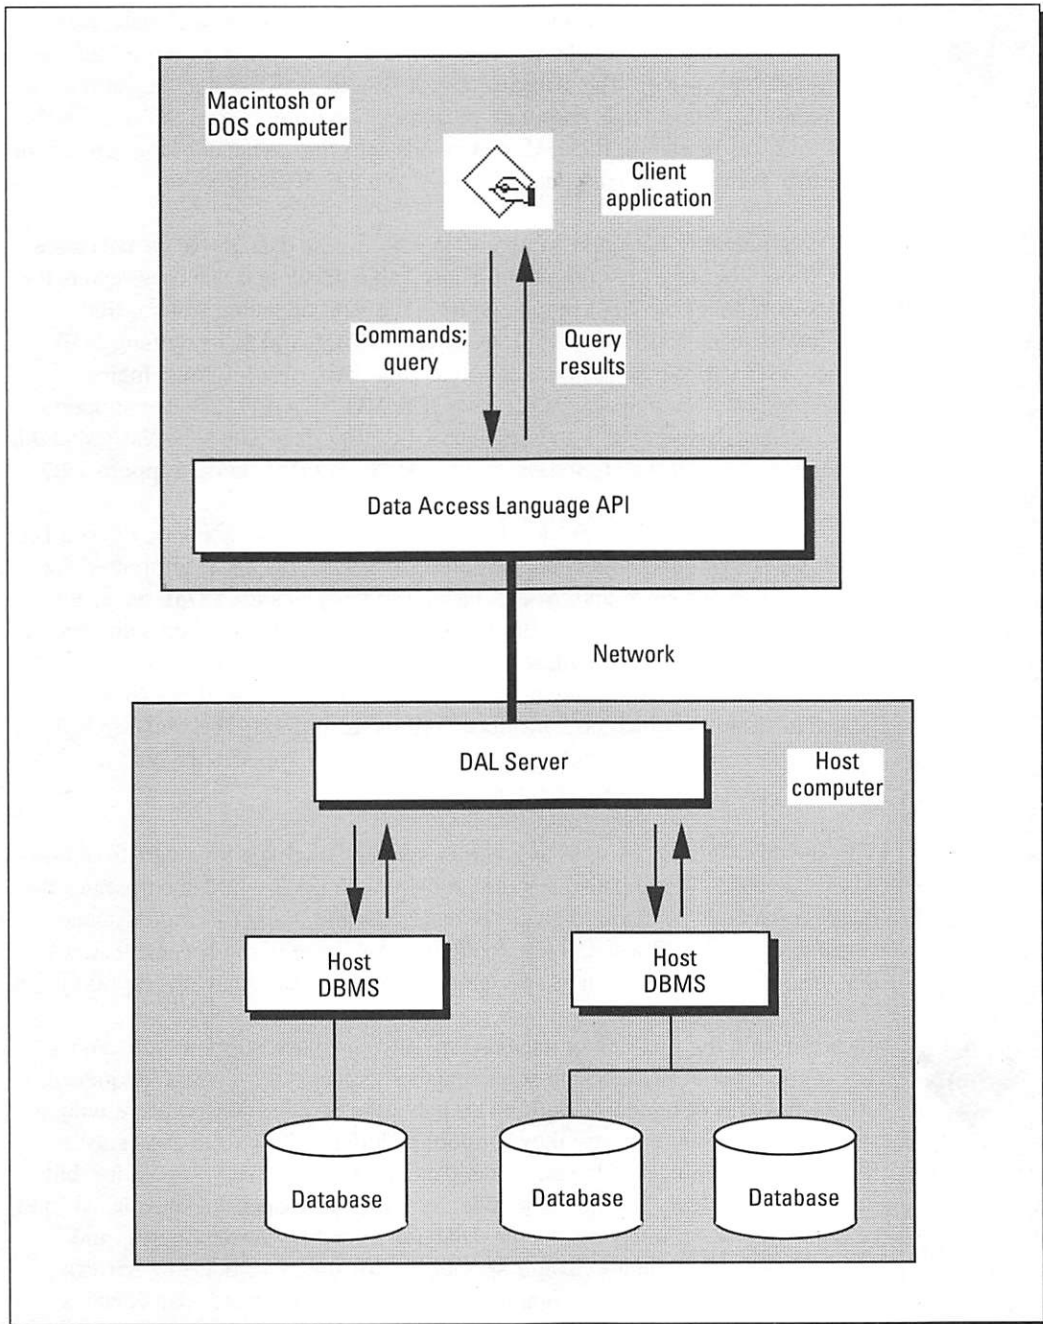 Macintosh or
DOS computer
Client
application
Commands;
query
Query
results
Data Access Language API
Network
DAL Server
Host
computer
Host
DBMS
Host
DBMS
Database
Database
Database